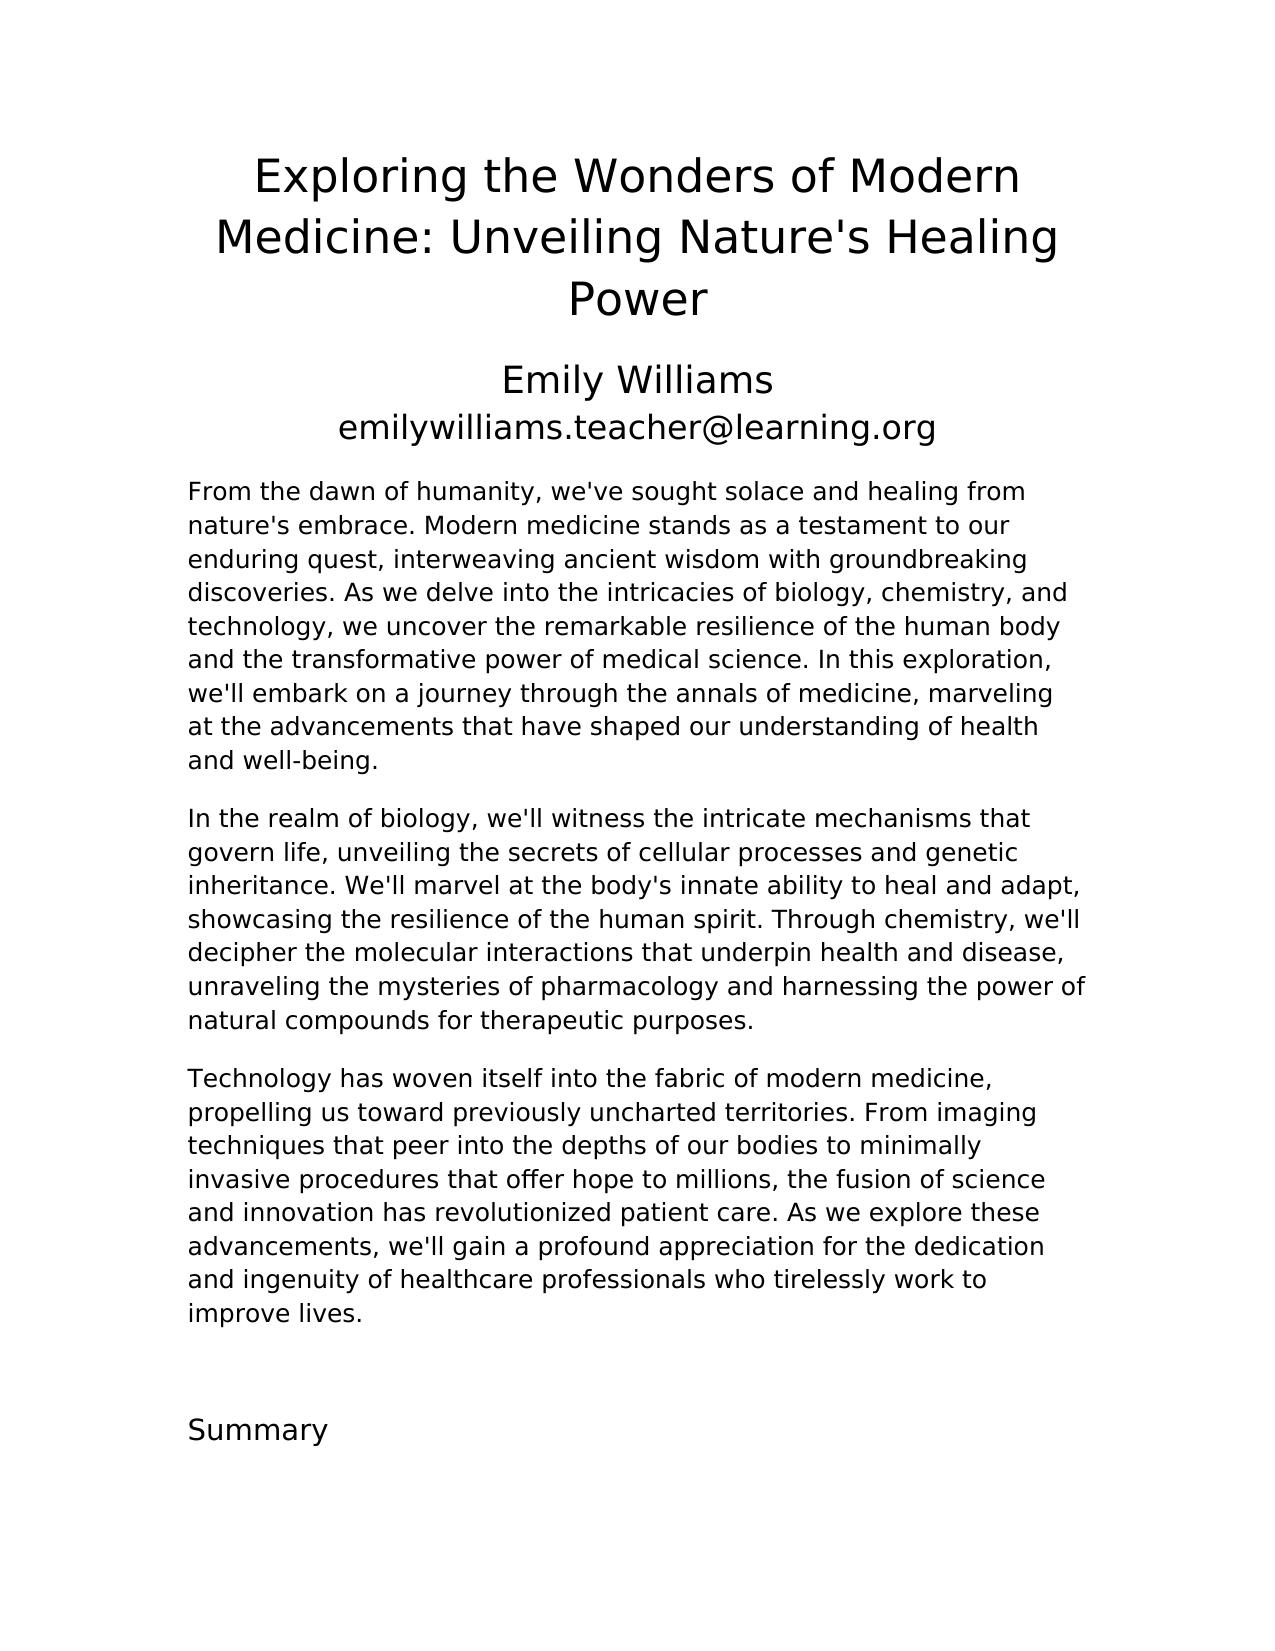 Exploring the Wonders of Modern
Medicine: Unveiling Nature's Healing
Power
Emily Williams
emilywilliams.teacher@learning.org
From the dawn of humanity, we've sought solace and healing from
nature's embrace. Modern medicine stands as a testament to our
enduring quest, interweaving ancient wisdom with groundbreaking
discoveries. As we delve into the intricacies of biology, chemistry, and
technology, we uncover the remarkable resilience of the human body
and the transformative power of medical science. In this exploration,
we'll embark on a journey through the annals of medicine, marveling
at the advancements that have shaped our understanding of health
and well-being.
In the realm of biology, we'll witness the intricate mechanisms that
govern life, unveiling the secrets of cellular processes and genetic
inheritance. We'll marvel at the body's innate ability to heal and adapt,
showcasing the resilience of the human spirit. Through chemistry, we'll
decipher the molecular interactions that underpin health and disease,
unraveling the mysteries of pharmacology and harnessing the power of
natural compounds for therapeutic purposes.
Technology has woven itself into the fabric of modern medicine,
propelling us toward previously uncharted territories. From imaging
techniques that peer into the depths of our bodies to minimally
invasive procedures that offer hope to millions, the fusion of science
and innovation has revolutionized patient care. As we explore these
advancements, we'll gain a profound appreciation for the dedication
and ingenuity of healthcare professionals who tirelessly work to
improve lives.
Summary